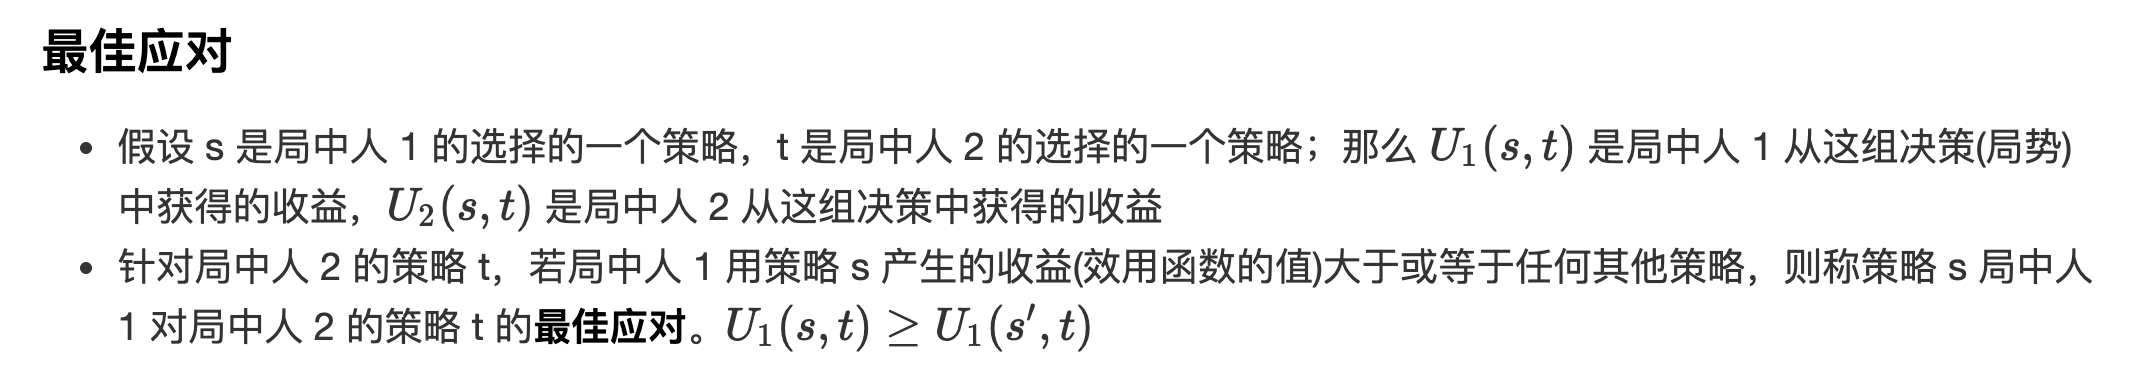 最佳应对
• 假设 s 是局中人 1 的选择的一个策略，t 是局中人 2 的选择的一个策略；那么 U₁(s, t) 是局中人 1 从这组决策(局势)
中获得的收益，U₂(s, t) 是局中人 2 从这组决策中获得的收益
• 针对局中人 2 的策略 t，若局中人 1 用策略 s 产生的收益(效用函数的值)大于或等于任何其他策略，则称策略 s 局中人
1 对局中人 2 的策略 t 的最佳应对。U₁(s, t) ≥ U₁(s′, t)